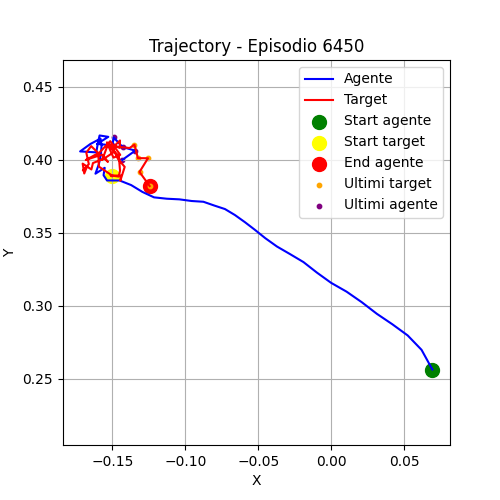 Trajectory - Episodio 6450
Agente
Target
Start agente
Start target
End agente
Ultimi target
Ultimi agente
0.45
0.40
0.35
0.30
0.25
Y
−0.15
−0.10
−0.05
0.00
0.05
X